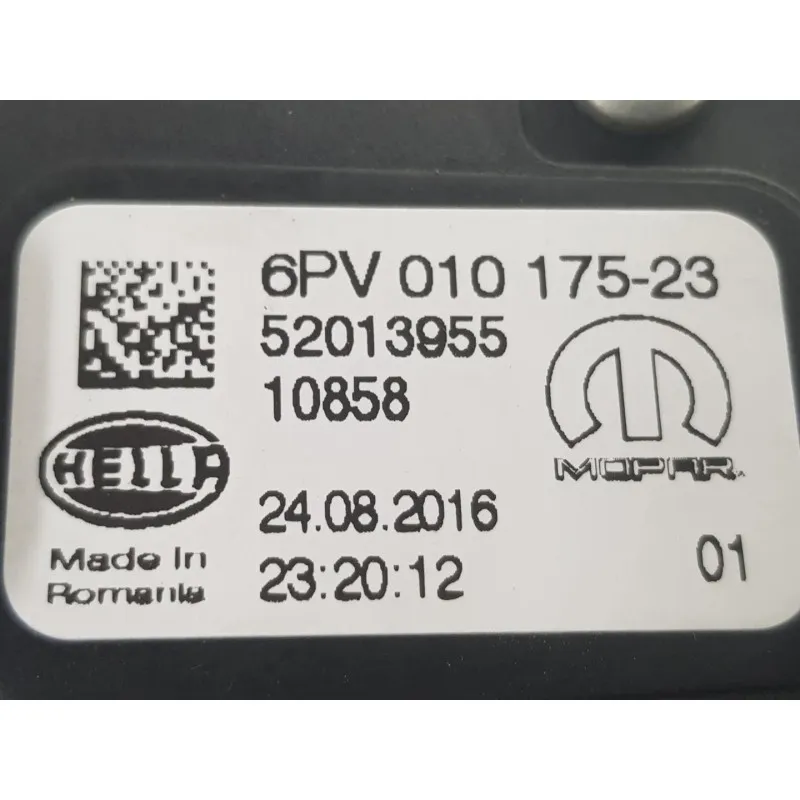 6PV 010 175-23
52013955
10858
HELLA
MOPAR
24.08.2016
Made In
Romania
23:20:12
01